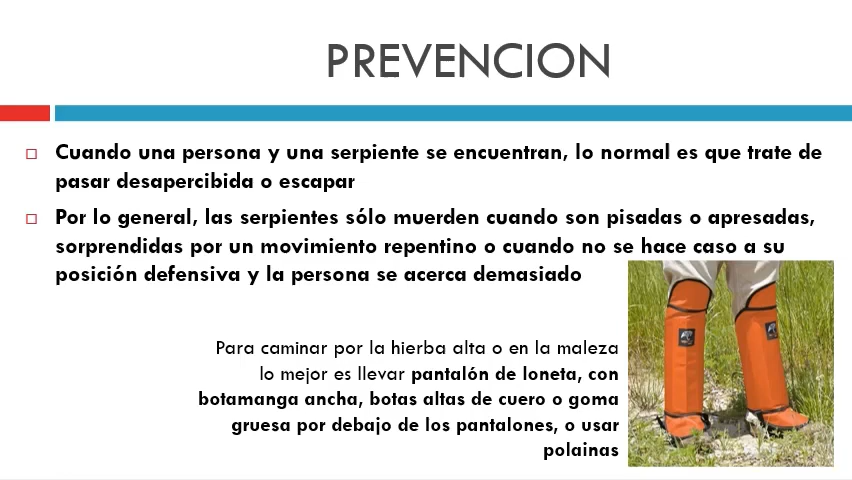 PREVENCION
Cuando una persona y una serpiente se encuentran, lo normal es que trate de
pasar desapercibida o escapar
Por lo general, las serpientes sólo muerden cuando son pisadas o apresadas,
sorprendidas por un movimiento repentino o cuando no se hace caso a su
posición defensiva y la persona se acerca demasiado
Para caminar por la hierba alta o en la maleza
lo mejor es llevar pantalón de loneta, con
botamanga ancha, botas altas de cuero o goma
gruesa por debajo de los pantalones, o usar
polainas